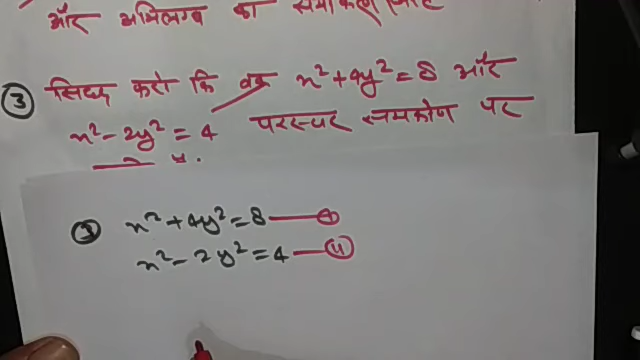 और अभिलम्ब का समीकरण
③ सिद्ध करो कि वक्र x²+4y²=8 और
x²-2y²=4 परस्पर समकोण पर
③ x²+4y²=8 —— ①
x²-2y²=4 —— ⑪